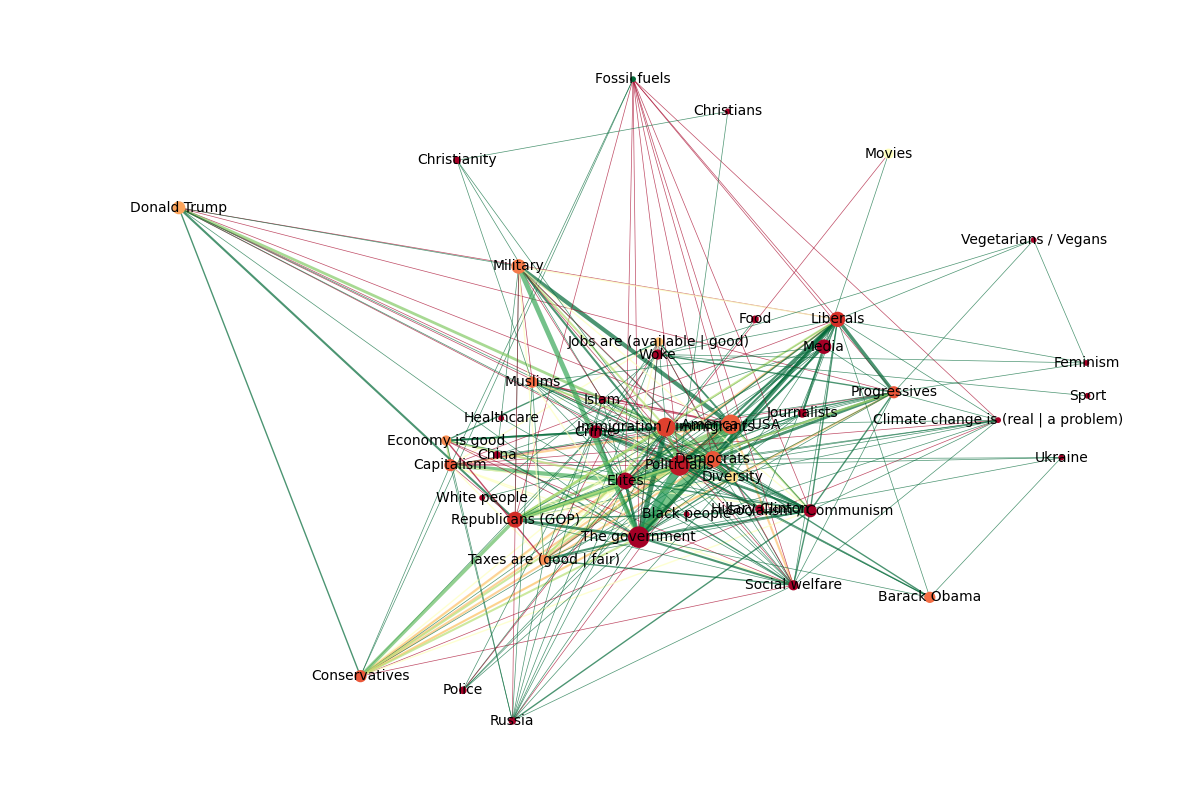 Fossil fuels
Christians
Movies
Christianity
Donald Trump
Vegetarians / Vegans
Military
Food
Liberals
Jobs are (available | good)
Media
Woke
Feminism
Muslims
Progressives
Sport
Islam
Journalists
Healthcare
Climate change is (real | a problem)
Immigration / immigrants
America / USA
Crime
Economy is good
China
Democrats
Ukraine
Capitalism
Politicians
Diversity
Elites
White people
Hillary Clinton
Socialism / Communism
Black people
Republicans (GOP)
The government
Taxes are (good | fair)
Social welfare
Barack Obama
Conservatives
Police
Russia